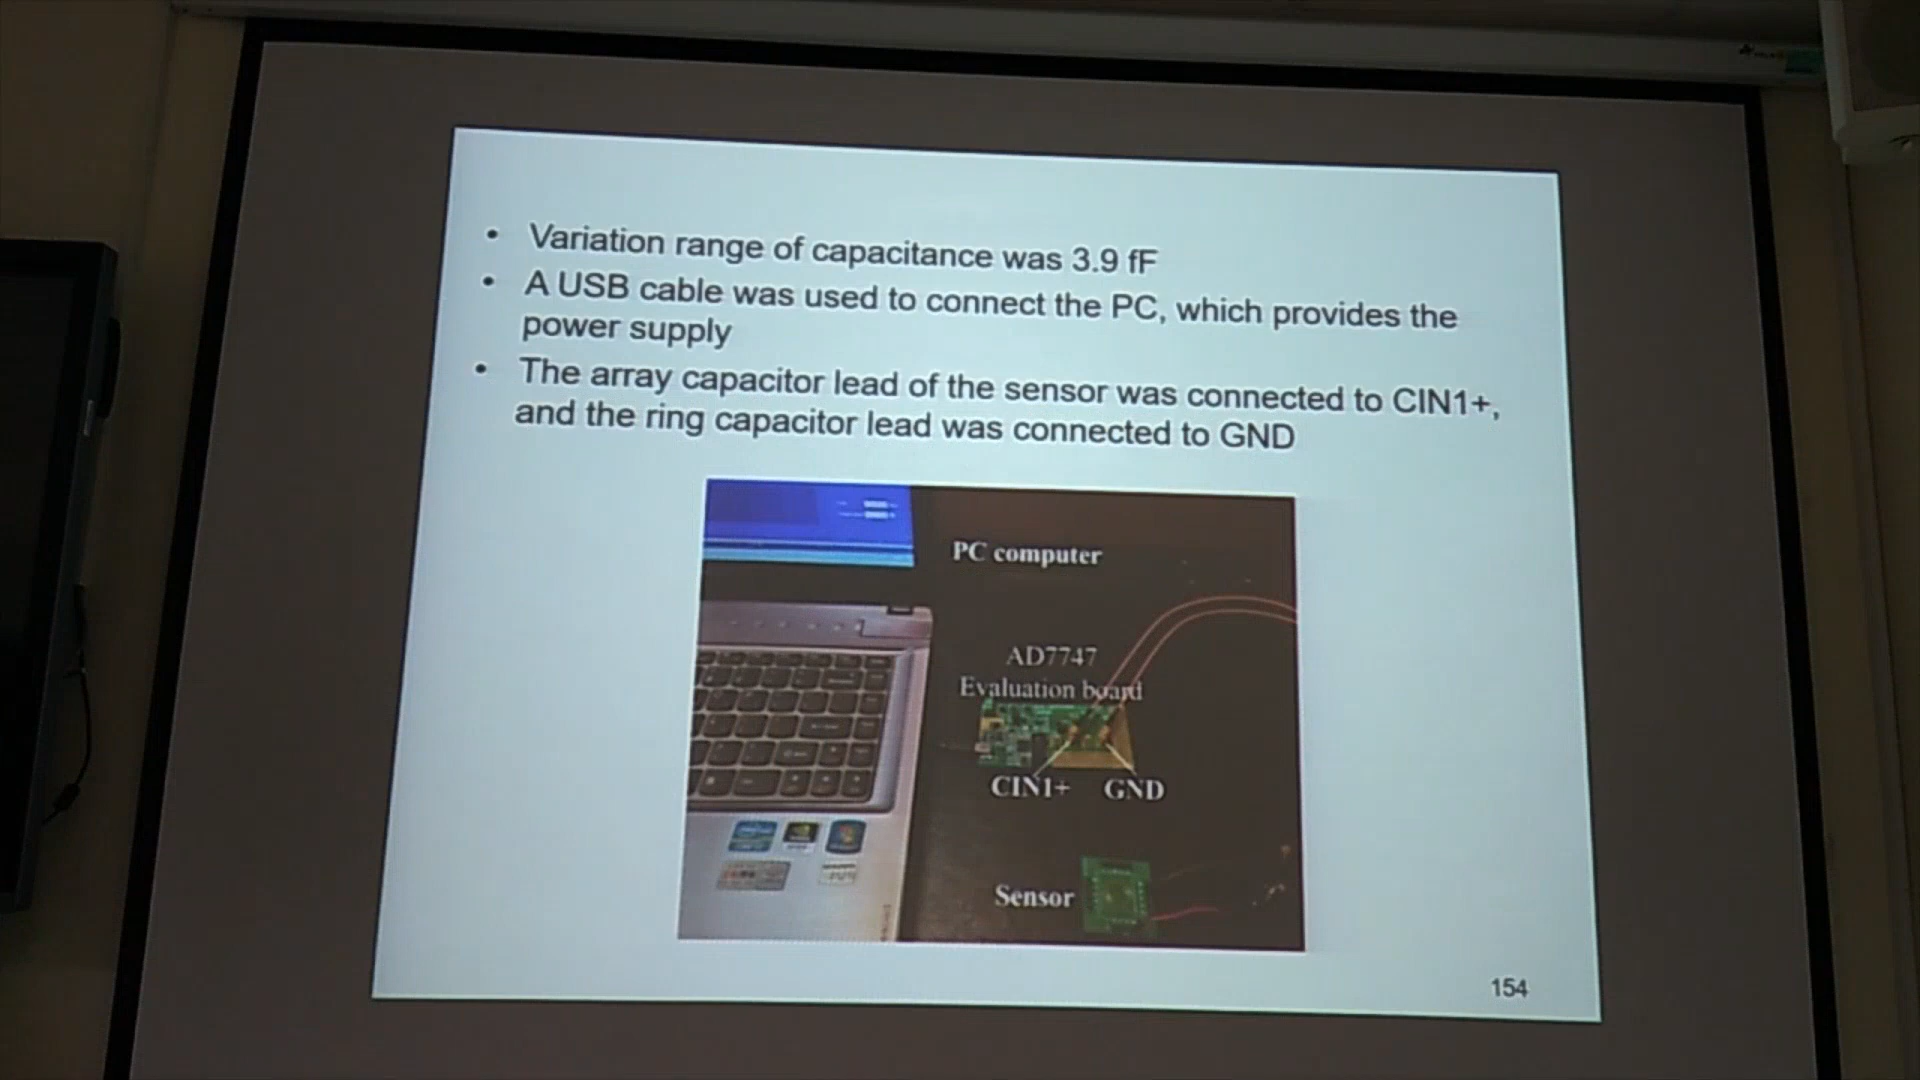 • Variation range of capacitance was 3.9 fF
• A USB cable was used to connect the PC, which provides the
power supply
• The array capacitor lead of the sensor was connected to CIN1+,
and the ring capacitor lead was connected to GND
PC computer
AD7747
Evaluation board
CIN1+ GND
Sensor
154